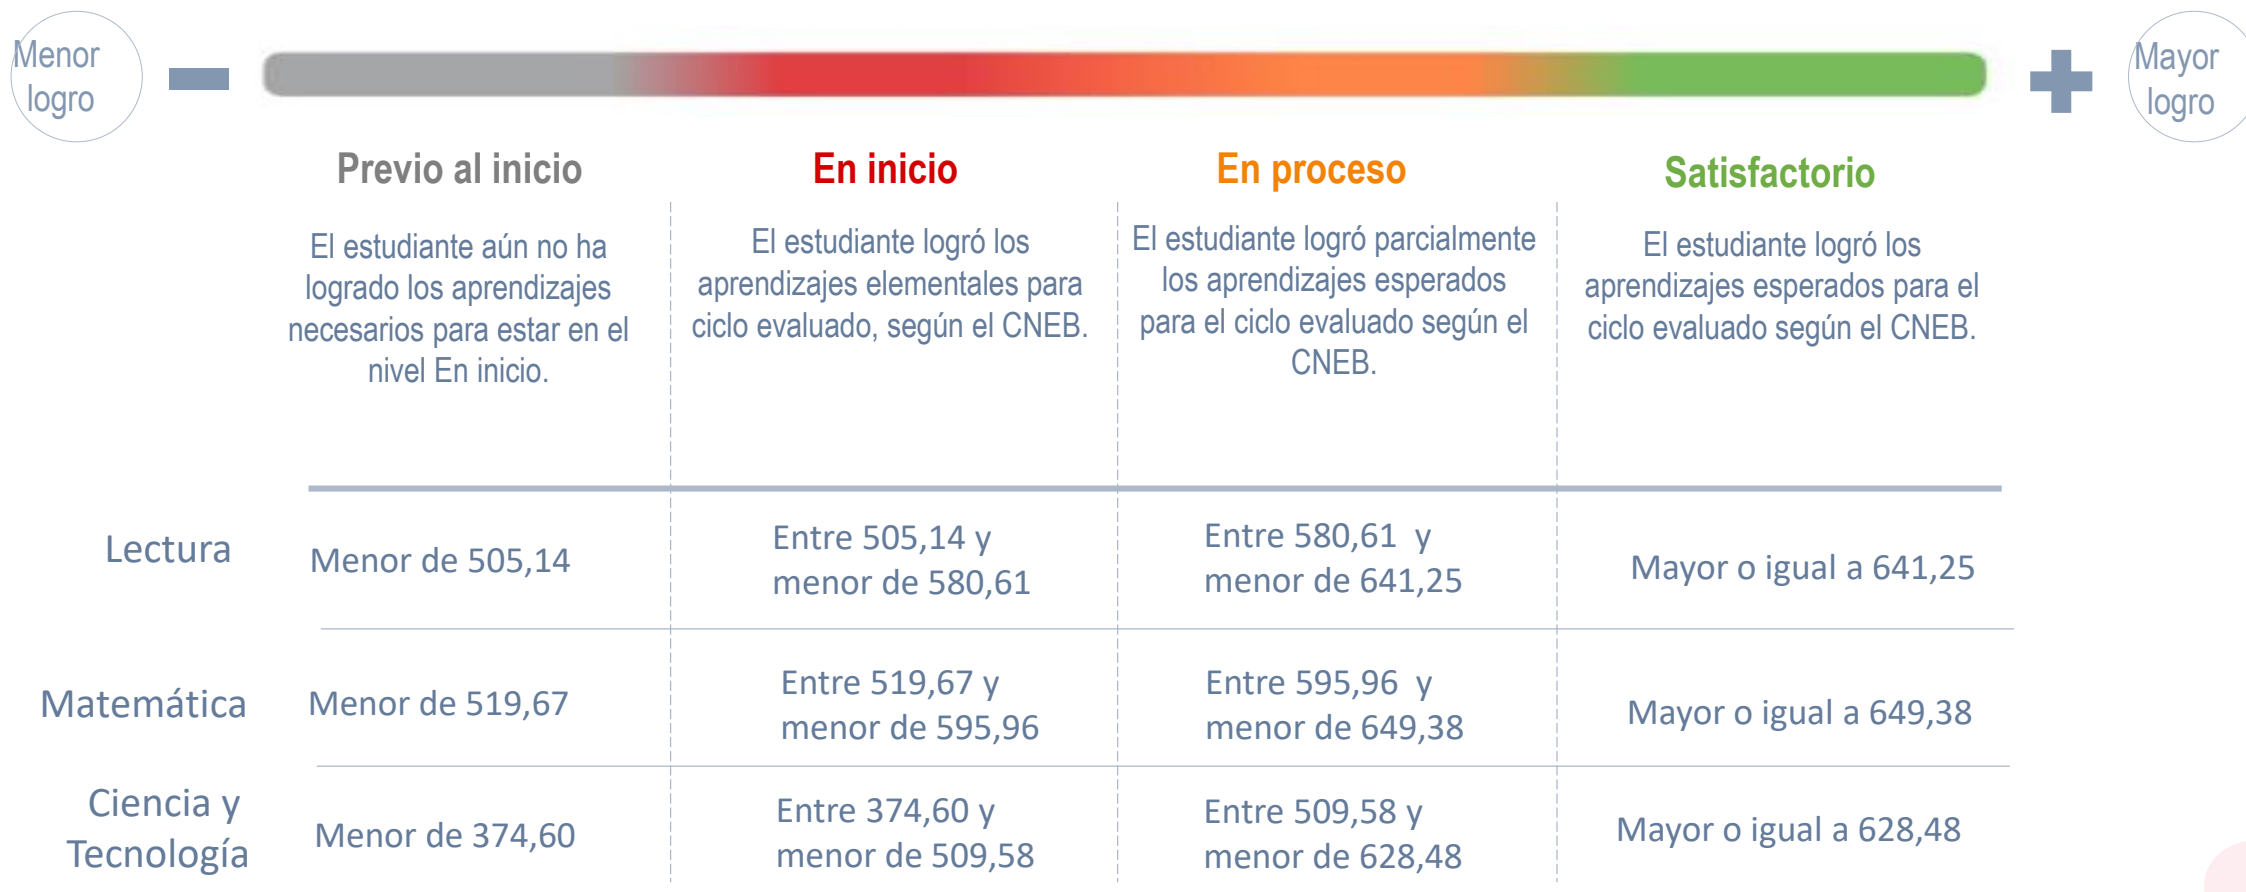 Menor
logro
Mayor
logro
Previo al inicio
En inicio
En proceso
Satisfactorio
El estudiante aún no ha
logrado los aprendizajes
necesarios para estar en el
nivel En inicio.
El estudiante logró los
aprendizajes elementales para
ciclo evaluado, según el CNEB.
El estudiante logró parcialmente
los aprendizajes esperados
para el ciclo evaluado según el
CNEB.
El estudiante logró los
aprendizajes esperados para el
ciclo evaluado según el CNEB.
Lectura
Menor de 505,14
Entre 505,14 y
menor de 580,61
Entre 580,61 y
menor de 641,25
Mayor o igual a 641,25
Matemática
Menor de 519,67
Entre 519,67 y
menor de 595,96
Entre 595,96 y
menor de 649,38
Mayor o igual a 649,38
Ciencia y
Tecnología
Menor de 374,60
Entre 374,60 y
menor de 509,58
Entre 509,58 y
menor de 628,48
Mayor o igual a 628,48